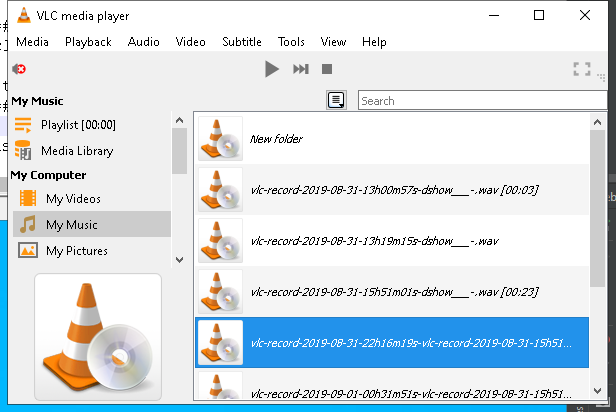 VLC media player
Media Playback Audio Video Subtitle Tools View Help
Search
My Music
Playlist [00:00]
Media Library
My Computer
My Videos
My Music
My Pictures
New folder
vlc-record-2019-08-31-13h00m57s-dshow___-.wav [00:03]
vlc-record-2019-08-31-13h19m15s-dshow___-.wav
vlc-record-2019-08-31-15h51m01s-dshow___-.wav [00:23]
vlc-record-2019-08-31-22h16m19s-vlc-record-2019-08-31-15h51...
vlc-record-2019-09-01-00h31m51s-vlc-record-2019-08-31-15h51...